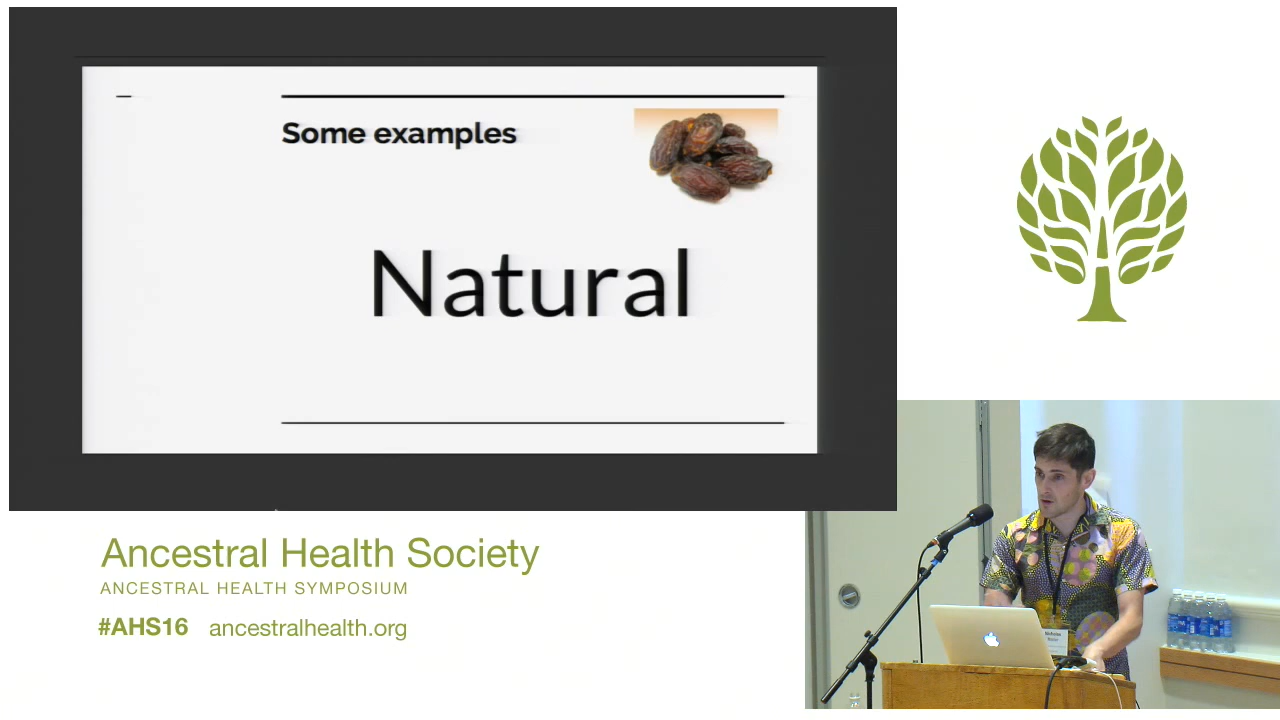 Some examples
Natural
Ancestral Health Society
ANCESTRAL HEALTH SYMPOSIUM
#AHS16 ancestralhealth.org